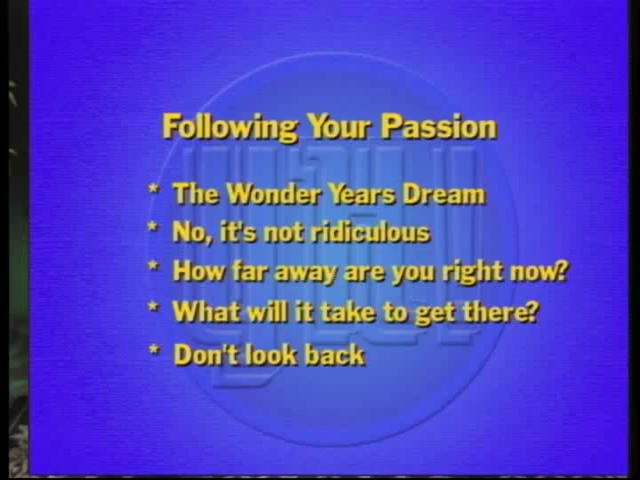 Following Your Passion
* The Wonder Years Dream
* No, it's not ridiculous
* How far away are you right now?
* What will it take to get there?
* Don't look back